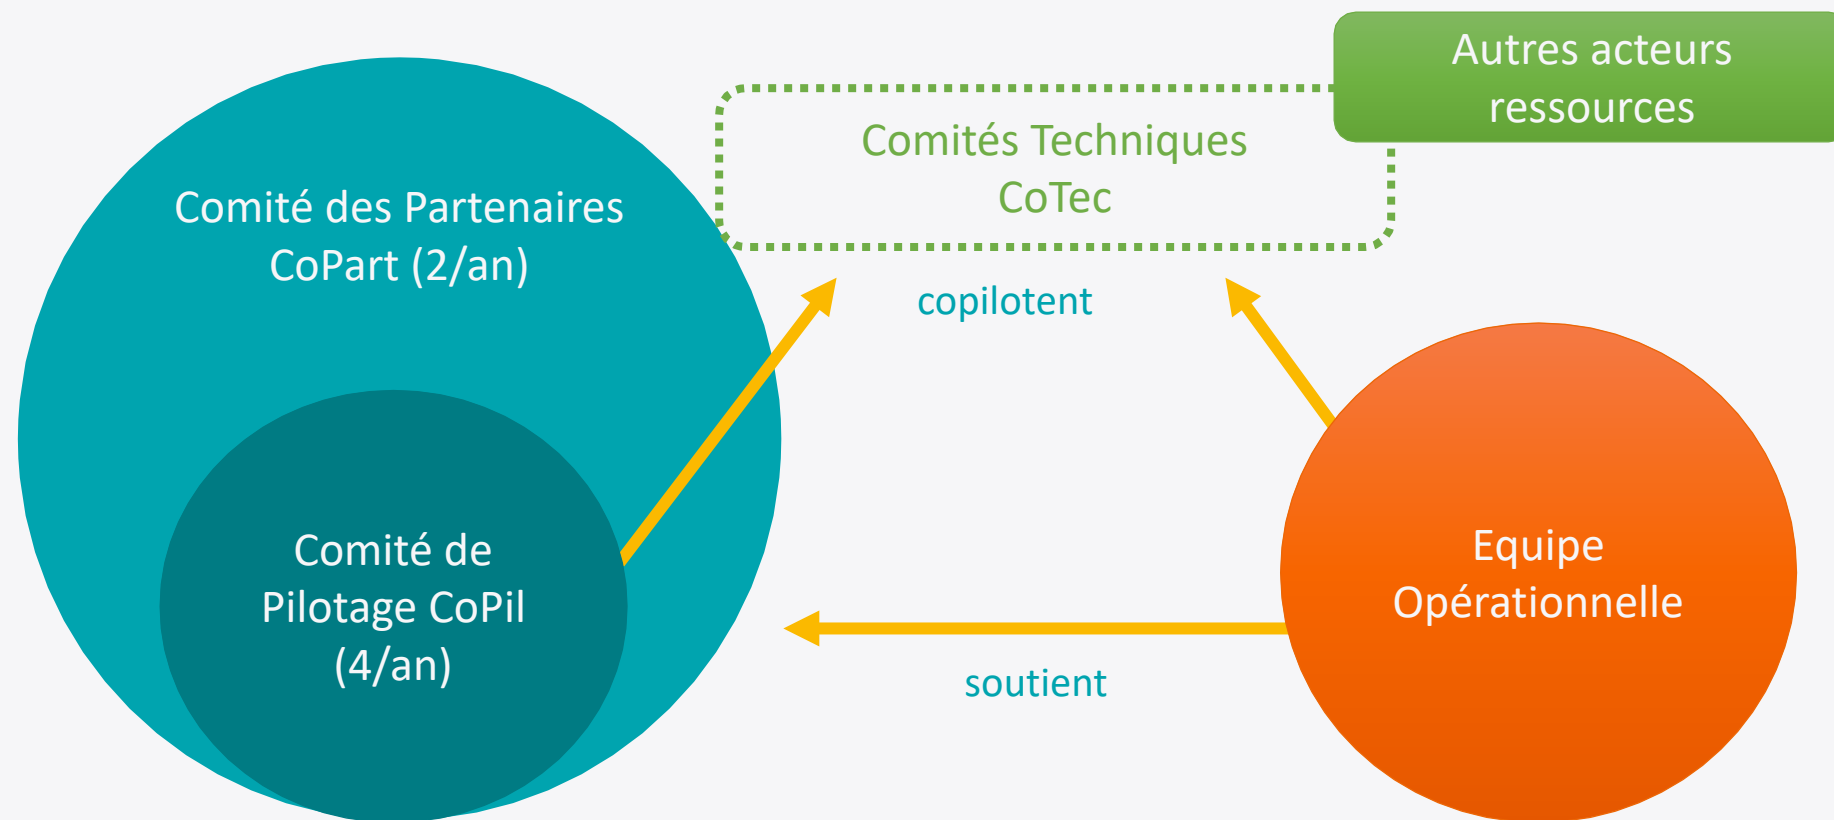 Autres acteurs
ressources
Comités Techniques
CoTec
Comité des Partenaires
CoPart (2/an)
copilotent
Comité de
Pilotage CoPil
(4/an)
Equipe
Opérationnelle
soutient